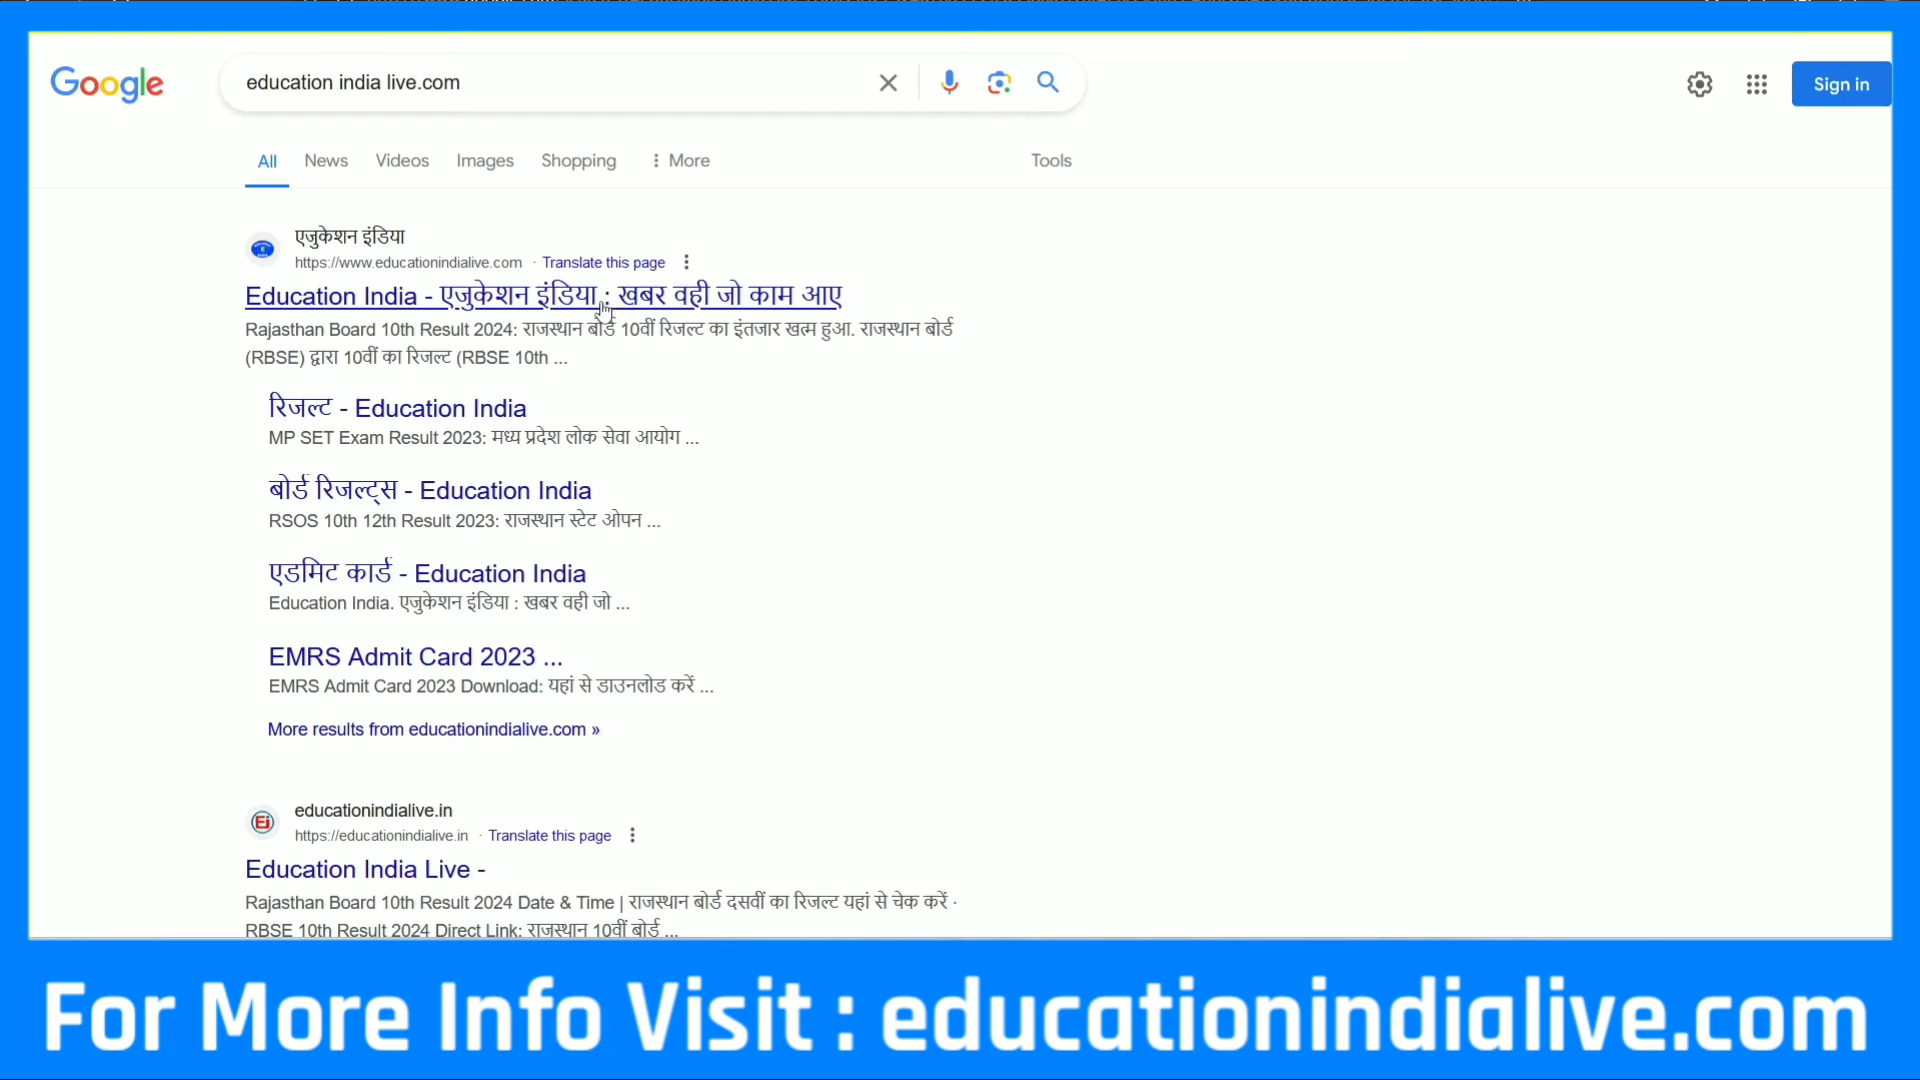 Google
education india live.com
Sign in
All News Videos Images Shopping More Tools
एजुकेशन इंडिया
https://www.educationindialive.com · Translate this page
Education India - एजुकेशन इंडिया : खबर वही जो काम आए
Rajasthan Board 10th Result 2024: राजस्थान बोर्ड 10वीं रिजल्ट का इंतजार खत्म हुआ. राजस्थान बोर्ड
(RBSE) द्वारा 10वीं का रिजल्ट (RBSE 10th ...
रिजल्ट - Education India
MP SET Exam Result 2023: मध्य प्रदेश लोक सेवा आयोग ...
बोर्ड रिजल्ट्स - Education India
RSOS 10th 12th Result 2023: राजस्थान स्टेट ओपन ...
एडमिट कार्ड - Education India
Education India. एजुकेशन इंडिया : खबर वही जो ...
EMRS Admit Card 2023 ...
EMRS Admit Card 2023 Download: यहां से डाउनलोड करें ...
More results from educationindialive.com »
Ei
educationindialive.in
https://educationindialive.in · Translate this page
Education India Live -
Rajasthan Board 10th Result 2024 Date & Time | राजस्थान बोर्ड दसवीं का रिजल्ट यहां से चेक करें ·
RBSE 10th Result 2024 Direct Link: राजस्थान 10वीं बोर्ड ...
For More Info Visit : educationindialive.com